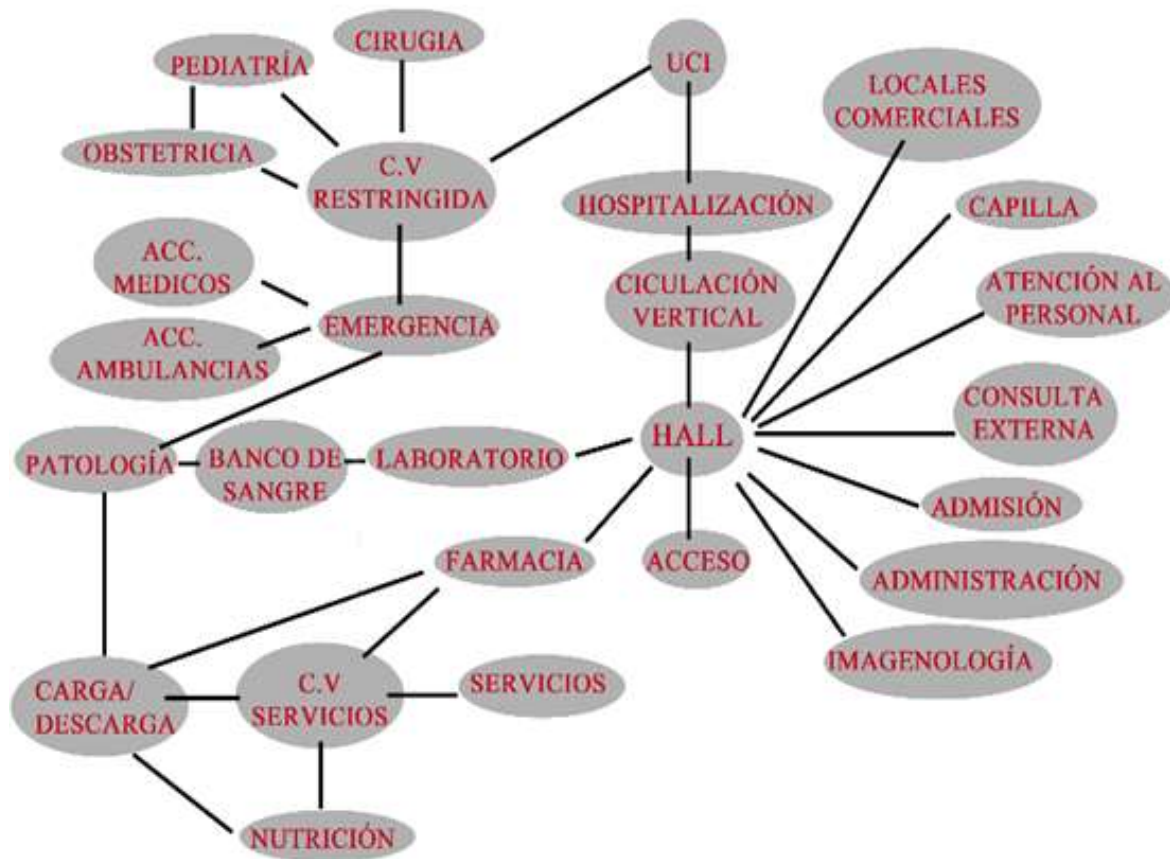 CIRUGIA
PEDIATRÍA
UCI
LOCALES
COMERCIALES
OBSTETRICIA
C.V
RESTRINGIDA
HOSPITALIZACIÓN
CAPILLA
ACC.
MEDICOS
CICULACIÓN
VERTICAL
ATENCIÓN AL
PERSONAL
EMERGENCIA
ACC.
AMBULANCIAS
CONSULTA
EXTERNA
HALL
PATOLOGÍA
BANCO DE
SANGRE
LABORATORIO
ADMISIÓN
FARMACIA
ACCESO
ADMINISTRACIÓN
IMAGENOLOGÍA
CARGA/
DESCARGA
C.V
SERVICIOS
SERVICIOS
NUTRICIÓN